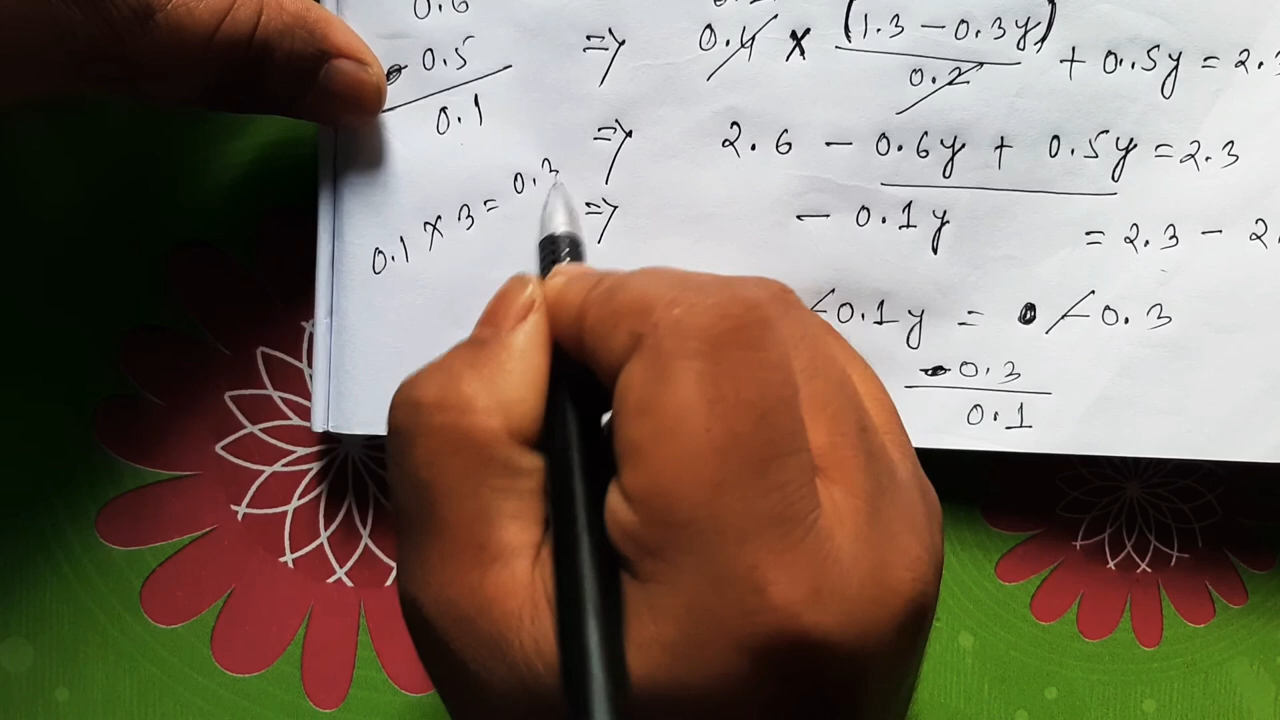 0.6
0.5
0.1
0.1 × 3 = 0.3
=> 0.4 × (1.3 - 0.3y) / 0.2 + 0.5y = 2.3
=> 2.6 - 0.6y + 0.5y = 2.3
=> - 0.1y = 2.3 - 2.
-0.1y = -0.3
0.3
0.1